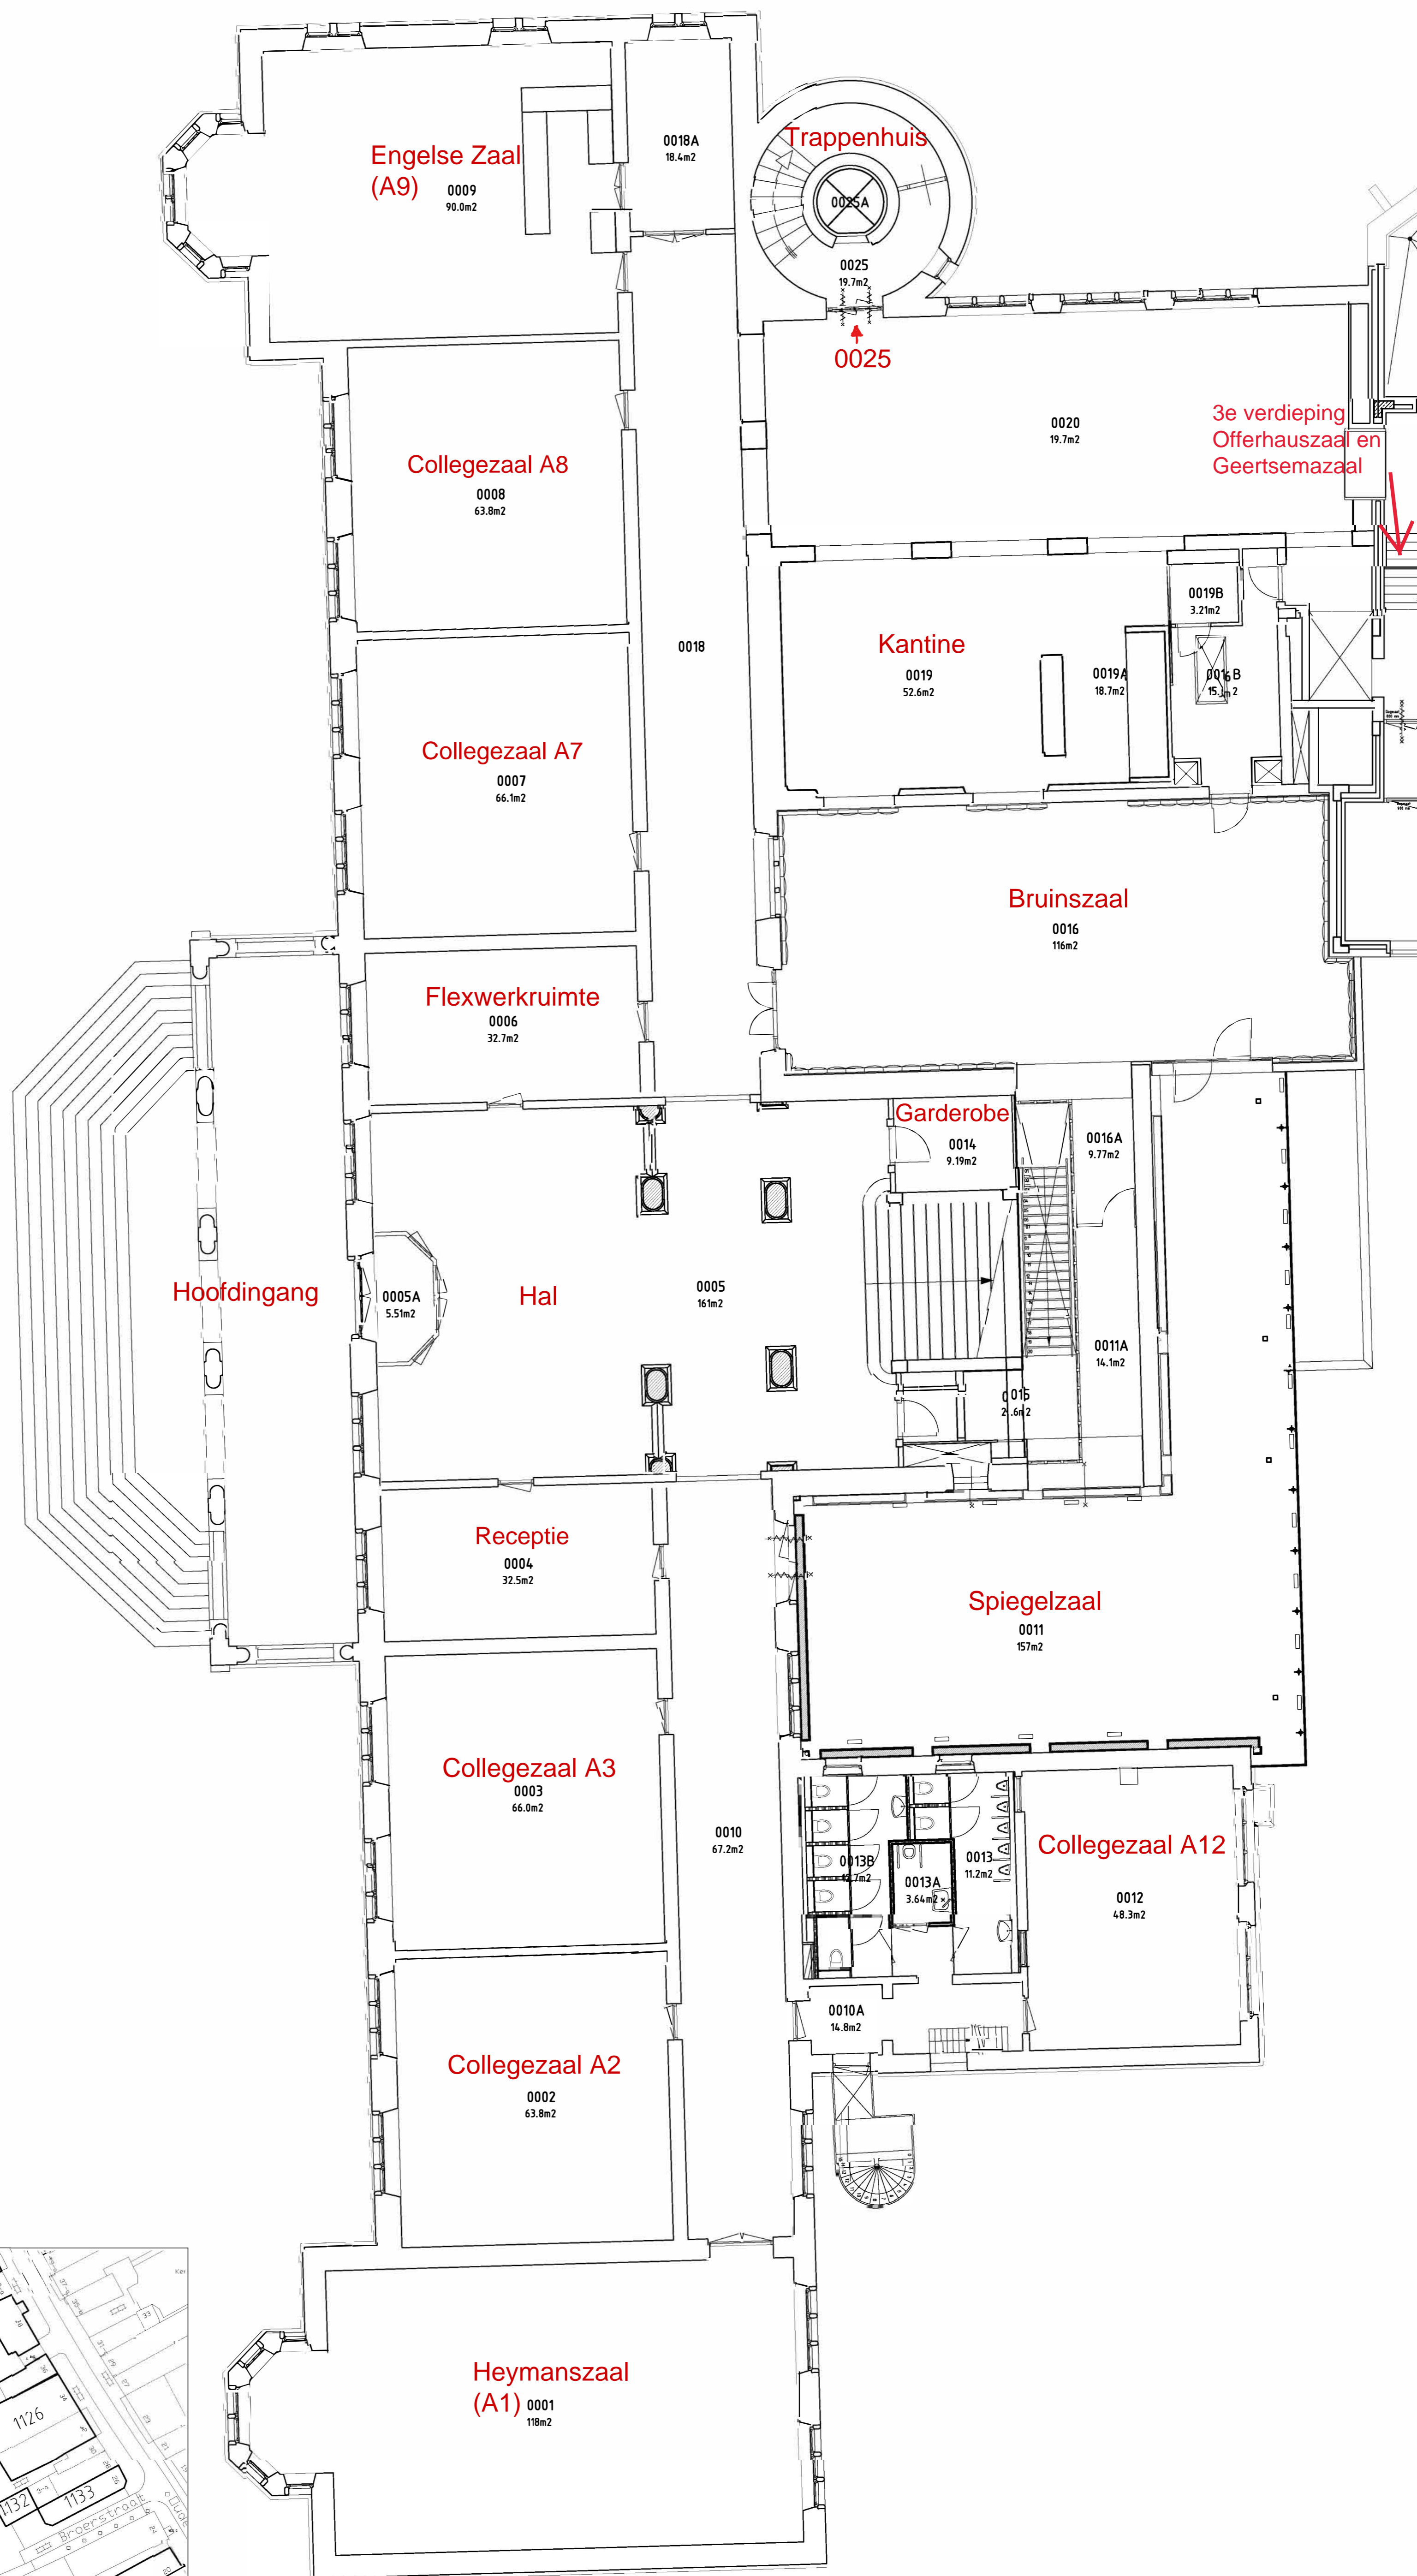 Engelse Zaal
(A9)
0009
90.0m2
0018A
18.4m2
Trappenhuis
0025A
0025
19.7m2
0025
0020
19.7m2
3e verdieping
Offerhauszaal en
Geertsemazaal
Collegezaal A8
0008
63.8m2
0018
Kantine
0019
52.6m2
0019A
18.7m2
0019B
3.21m2
0016B
Collegezaal A7
0007
66.1m2
Bruinszaal
0016
116m2
Flexwerkruimte
0006
32.7m2
Garderobe
0014
9.19m2
0016A
9.77m2
Hoofdingang
0005A
5.51m2
Hal
0005
161m2
0011A
14.1m2
0015
Receptie
0004
32.5m2
Spiegelzaal
0011
157m2
Collegezaal A3
0003
66.0m2
0010
67.2m2
0013B
0013A
3.64m2
0013
11.2m2
Collegezaal A12
0012
48.3m2
0010A
14.8m2
Collegezaal A2
0002
63.8m2
Heymanszaal
(A1)
0001
118m2
1126
1132
1133
Broerstraat